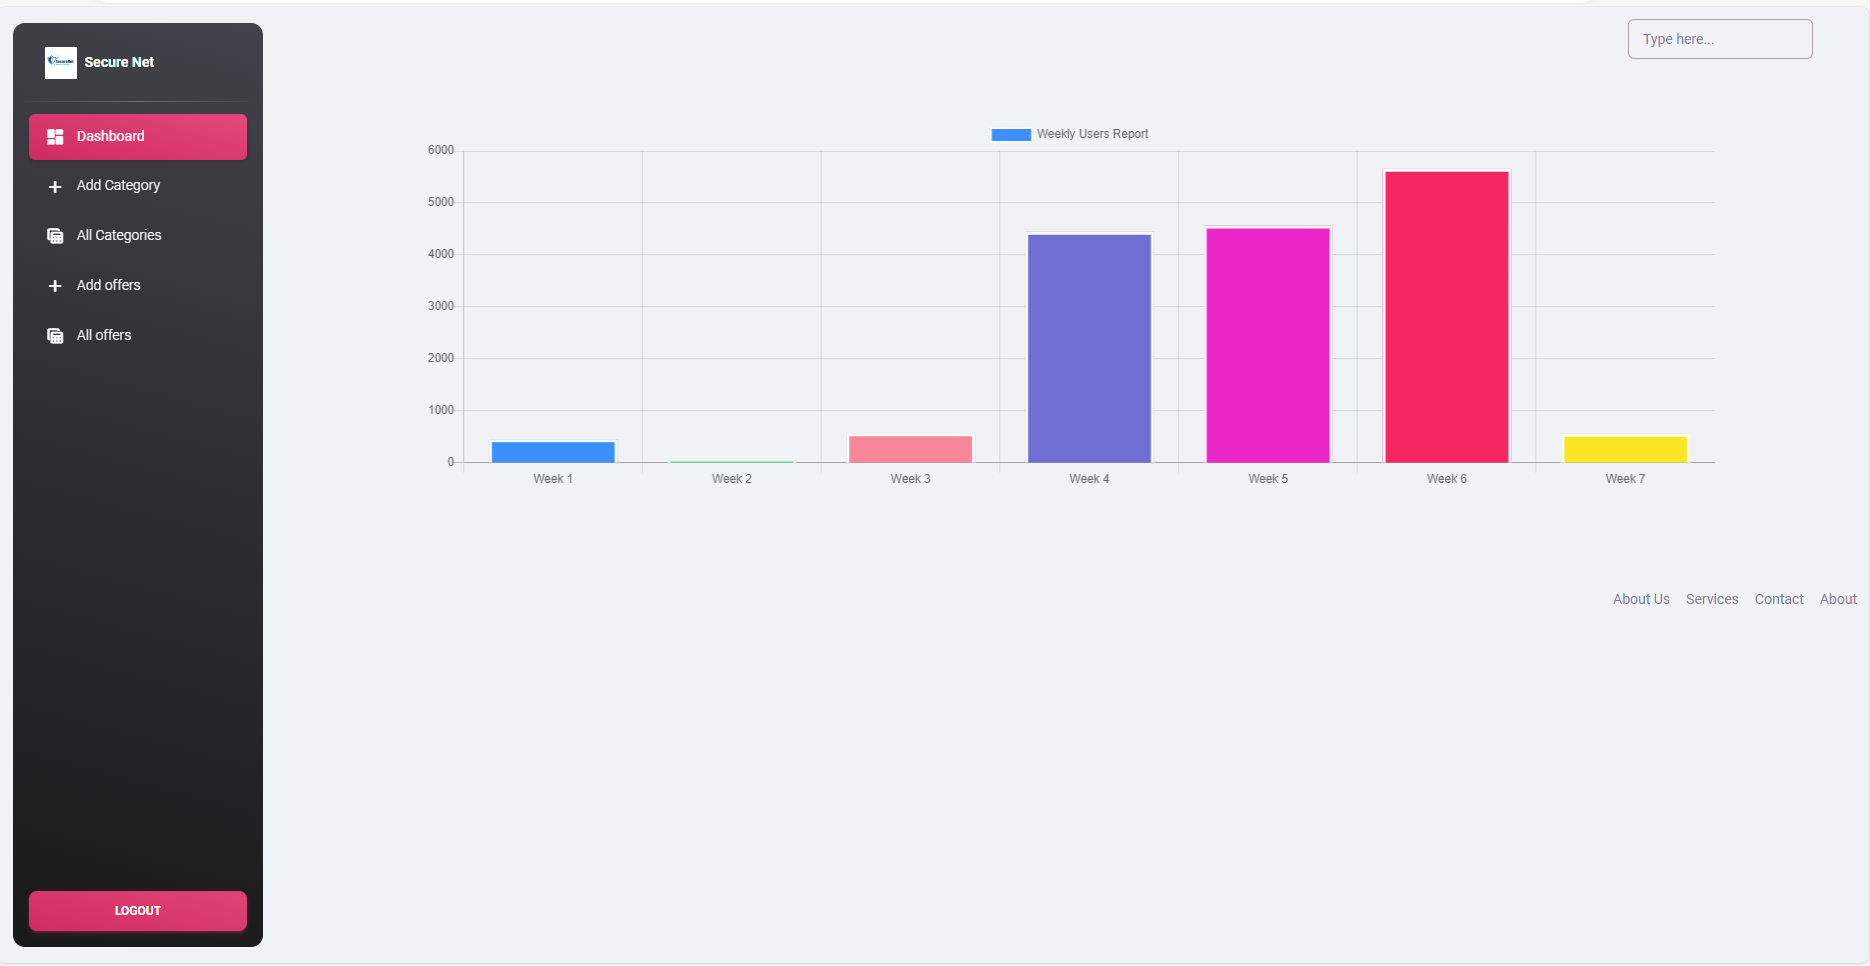 SecureNet
Secure Net
Dashboard
Add Category
All Categories
Add offers
All offers
LOGOUT
Type here...
Weekly Users Report
6000
5000
4000
3000
2000
1000
0
Week 1 Week 2 Week 3 Week 4 Week 5 Week 6 Week 7
About Us Services Contact About